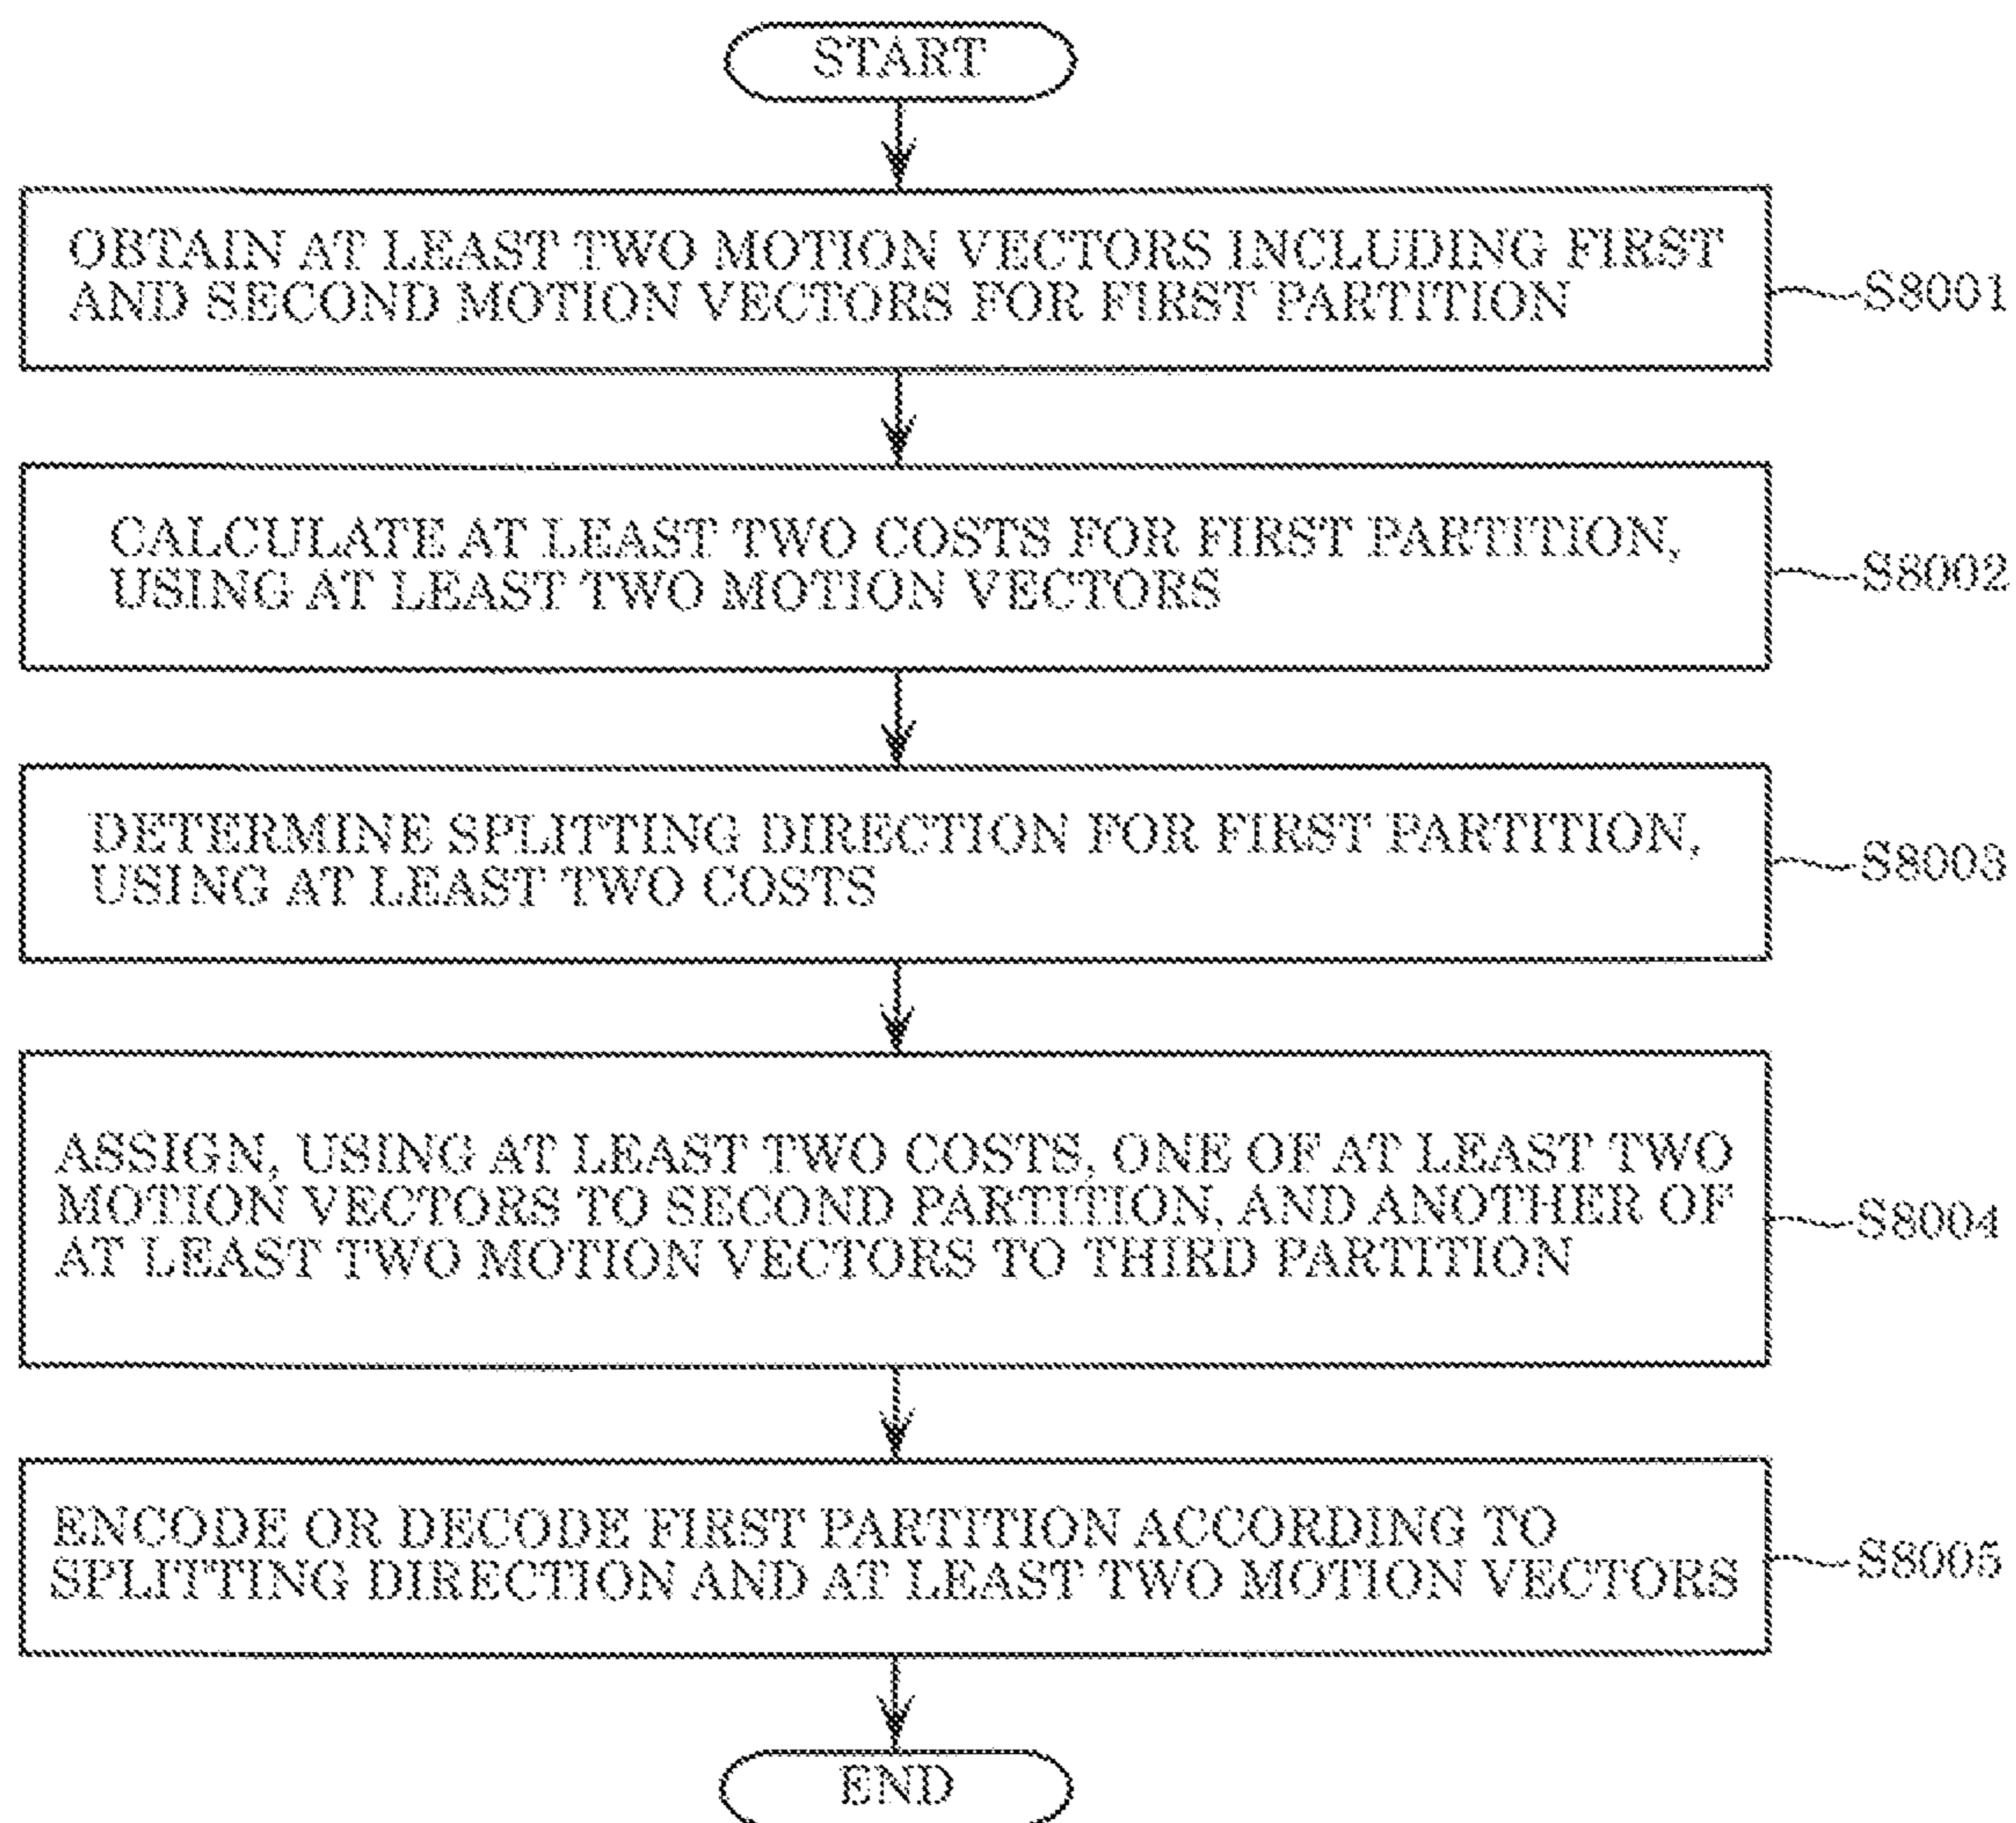 START
OBTAIN AT LEAST TWO MOTION VECTORS INCLUDING FIRST
AND SECOND MOTION VECTORS FOR FIRST PARTITION
S8001
CALCULATE AT LEAST TWO COSTS FOR FIRST PARTITION,
USING AT LEAST TWO MOTION VECTORS
S8002
DETERMINE SPLITTING DIRECTION FOR FIRST PARTITION,
USING AT LEAST TWO COSTS
S8003
ASSIGN, USING AT LEAST TWO COSTS, ONE OF AT LEAST TWO
MOTION VECTORS TO SECOND PARTITION, AND ANOTHER OF
AT LEAST TWO MOTION VECTORS TO THIRD PARTITION
S8004
ENCODE OR DECODE FIRST PARTITION ACCORDING TO
SPLITTING DIRECTION AND AT LEAST TWO MOTION VECTORS
S8005
END